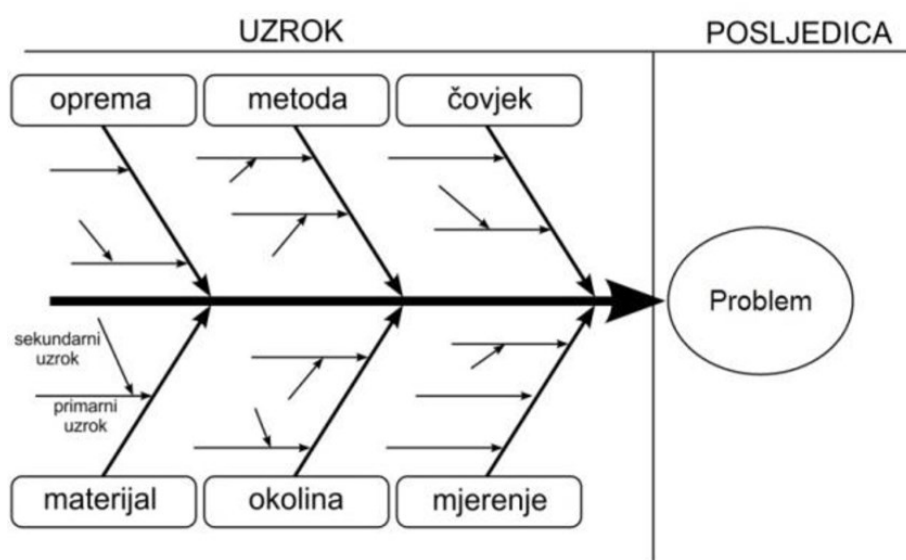 UZROK
POSLJEDICA
oprema
metoda
čovjek
Problem
sekundarni
uzrok
primarni
uzrok
materijal
okolina
mjerenje